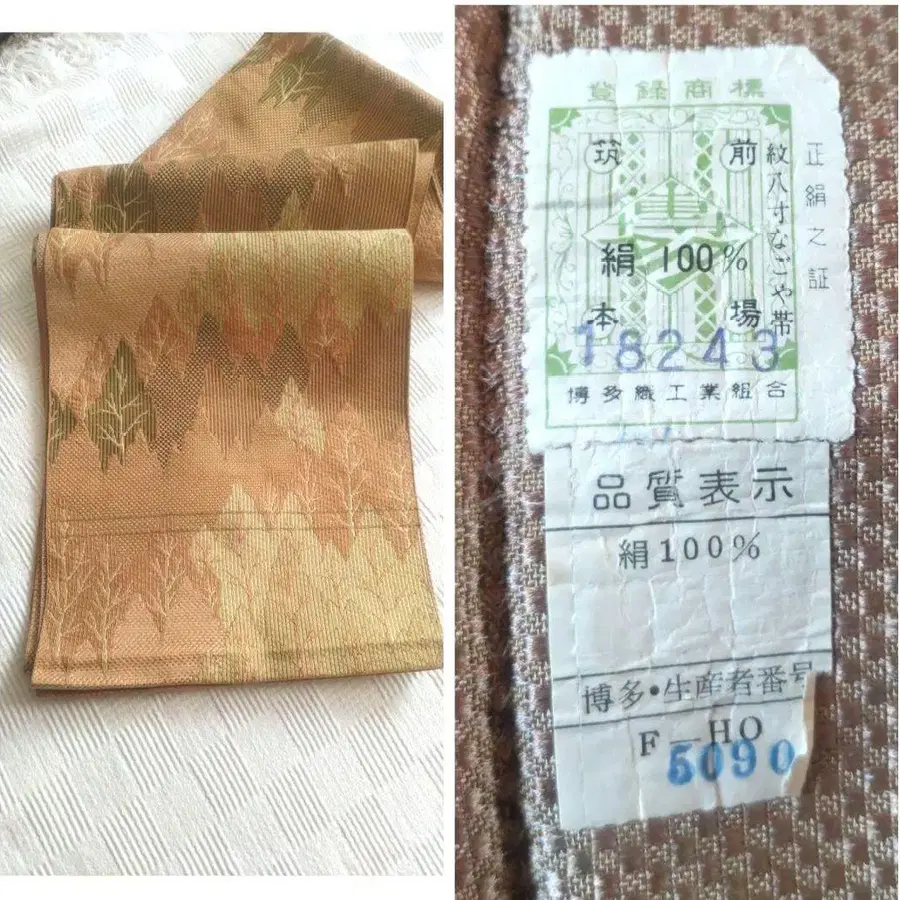 登録商標
筑前
博多
絹 100%
本場
18243
博多織工業組合
紋八寸なごや帯
正絹之証
品質表示
絹100%
博多・生産者番号
F-HO
5090